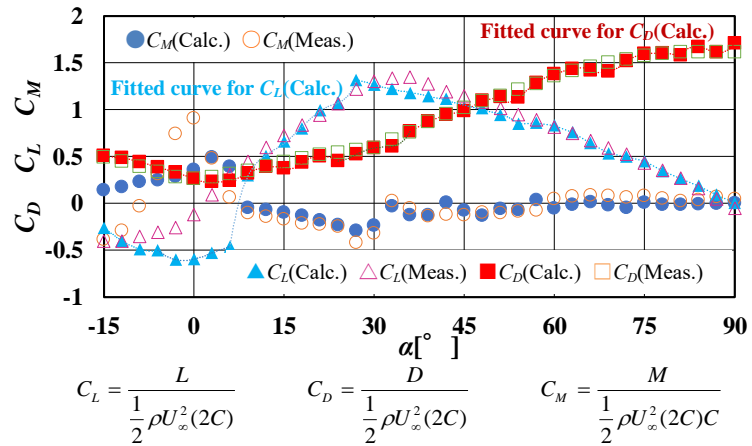 C_D C_L C_M
2
1.5
1
0.5
0
-0.5
-1
C_M(Calc.) C_M(Meas.)
Fitted curve for C_D(Calc.)
Fitted curve for C_L(Calc.)
C_L(Calc.) C_L(Meas.) C_D(Calc.) C_D(Meas.)
-15 0 15 30 45 60 75 90
α[° ]
C_L = L / (1/2 ρU_∞^2(2C)) C_D = D / (1/2 ρU_∞^2(2C)) C_M = M / (1/2 ρU_∞^2(2C)C)